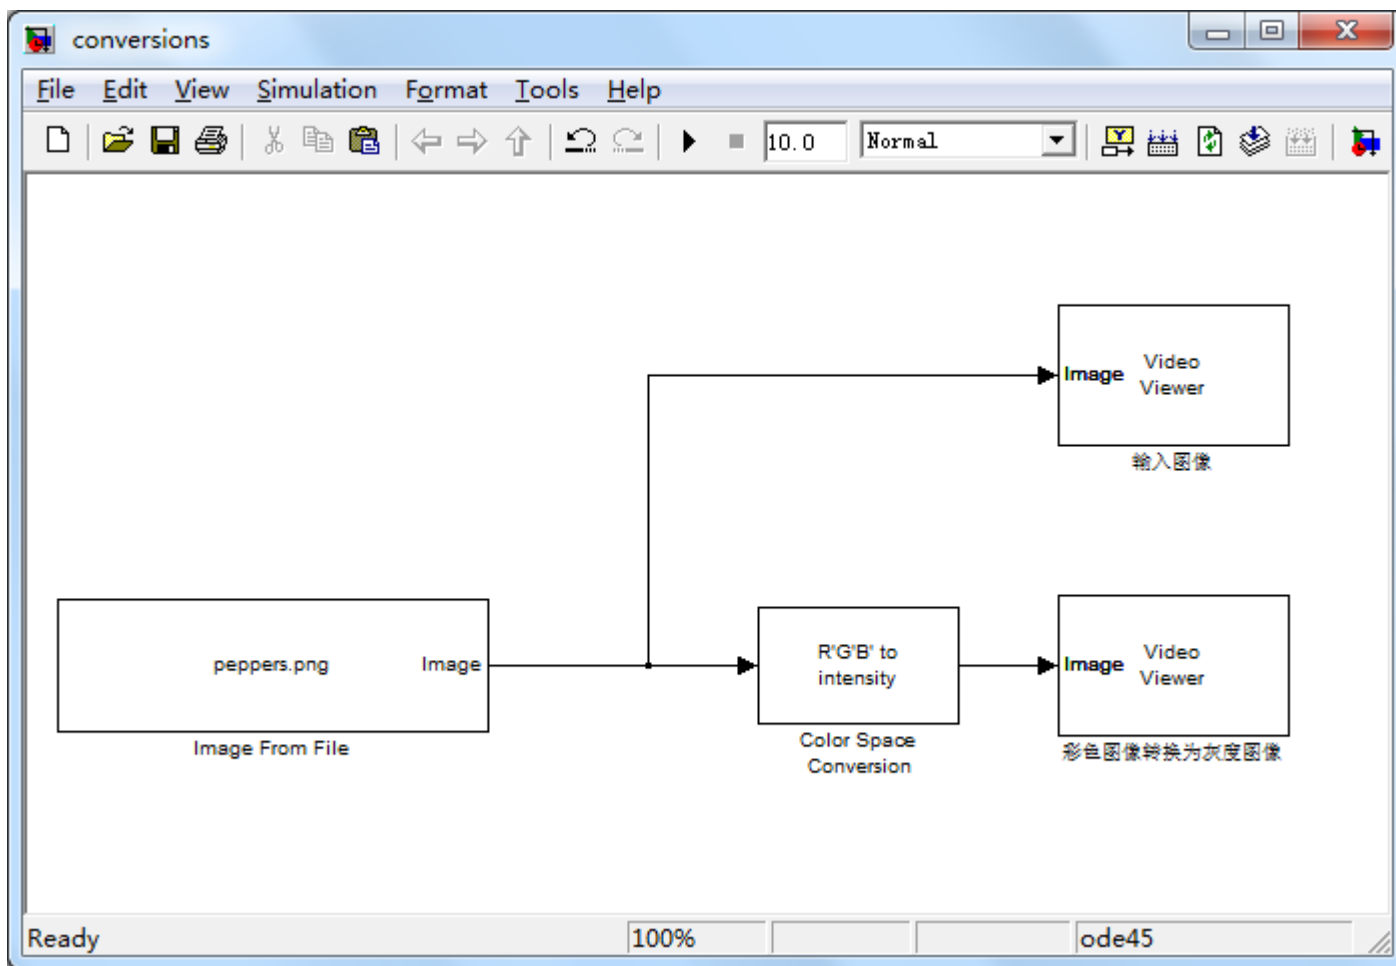 conversions
File Edit View Simulation Format Tools Help
10.0 Normal
Image Video
Viewer
输入图像
peppers.png Image
Image From File
R'G'B' to
intensity
Color Space
Conversion
Image Video
Viewer
彩色图像转换为灰度图像
Ready 100% ode45